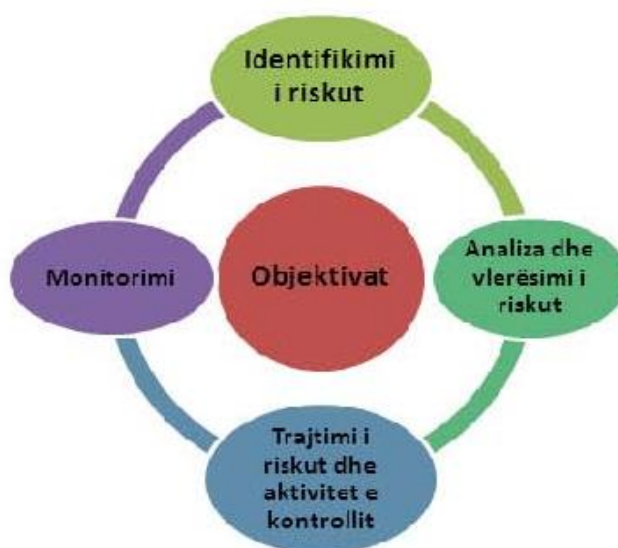 Identifikimi
i riskut
Monitorimi
Objektivat
Analiza dhe
vlerësimi i
riskut
Trajtimi i
riskut dhe
aktivitet e
kontrollit